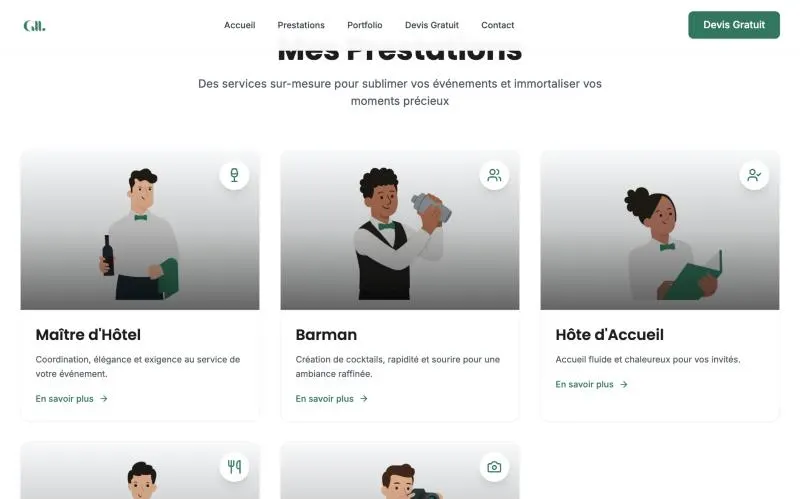 Gu.
Accueil
Prestations
Portfolio
Devis Gratuit
Contact
Devis Gratuit
Mes Prestations
Des services sur-mesure pour sublimer vos événements et immortaliser vos
moments précieux
Maître d'Hôtel
Coordination, élégance et exigence au service de
votre événement.
En savoir plus →
Barman
Création de cocktails, rapidité et sourire pour une
ambiance raffinée.
En savoir plus →
Hôte d'Accueil
Accueil fluide et chaleureux pour vos invités.
En savoir plus →